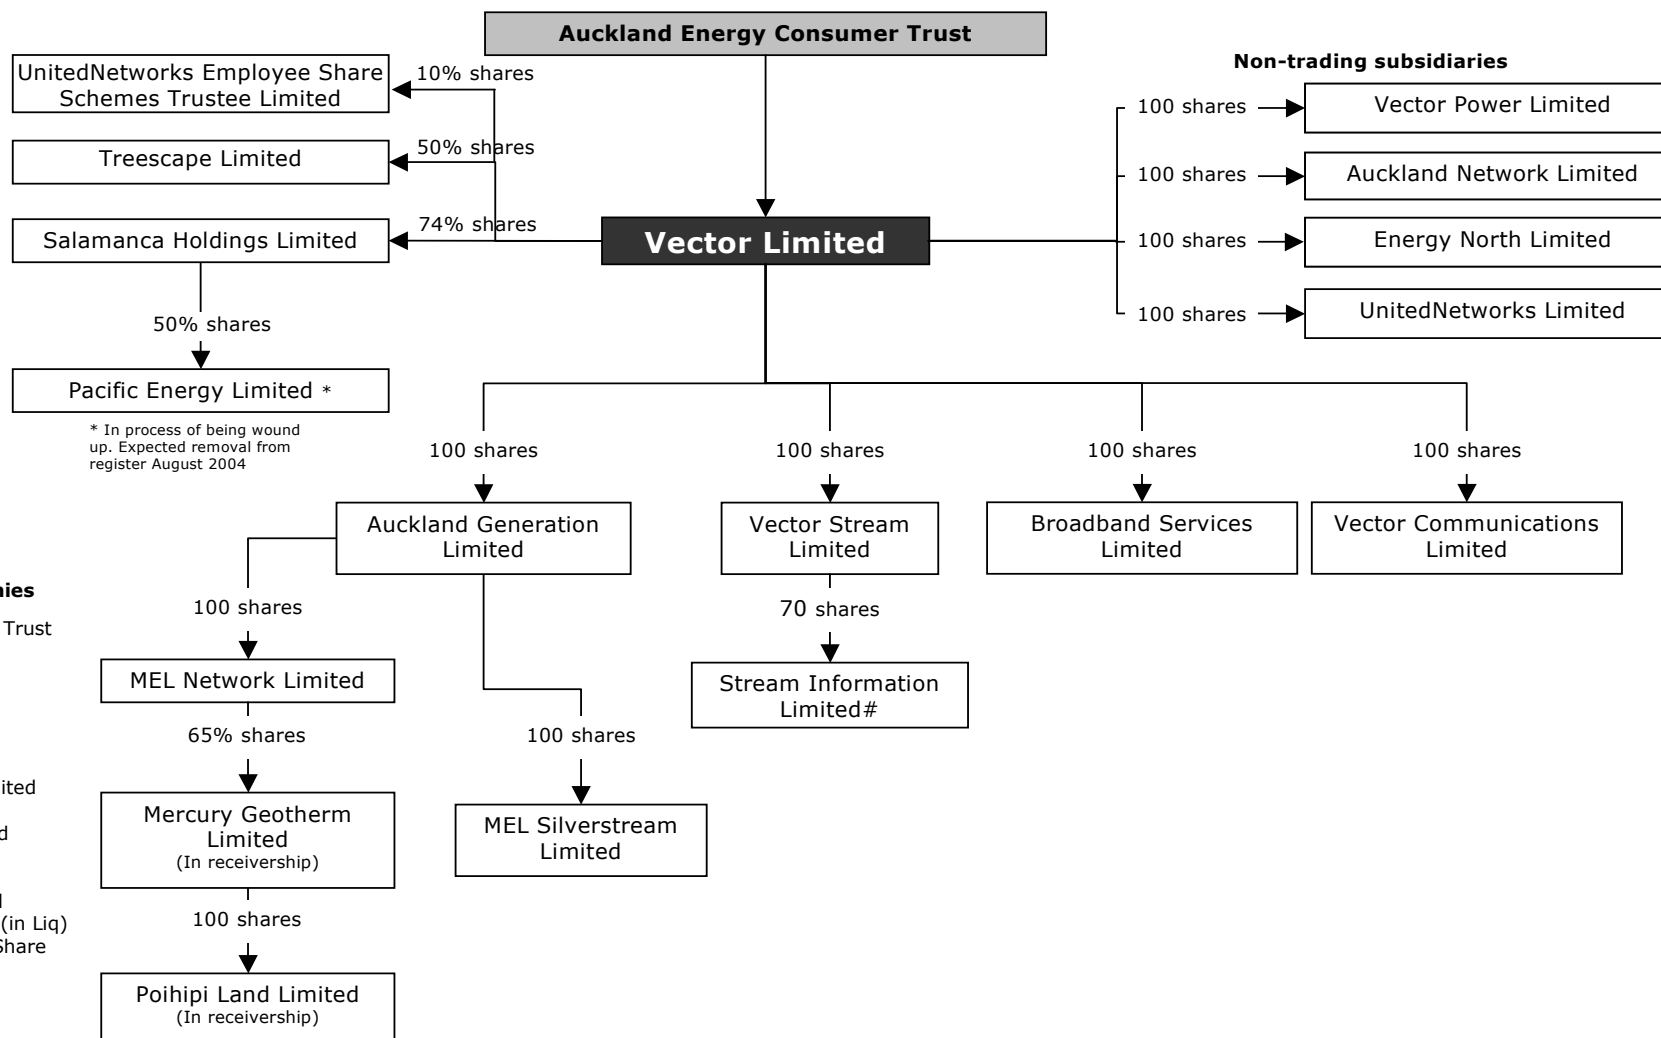 Auckland Energy Consumer Trust
UnitedNetworks Employee Share
Schemes Trustee Limited
10% shares
Non-trading subsidiaries
100 shares
Vector Power Limited
Treescape Limited
50% shares
100 shares
Auckland Network Limited
Salamanca Holdings Limited
74% shares
Vector Limited
100 shares
Energy North Limited
50% shares
100 shares
UnitedNetworks Limited
Pacific Energy Limited *
* In process of being wound
up. Expected removal from
register August 2004
100 shares
100 shares
100 shares
100 shares
Auckland Generation
Limited
Vector Stream
Limited
Broadband Services
Limited
Vector Communications
Limited
nies
Trust
100 shares
70 shares
MEL Network Limited
Stream Information
Limited#
65% shares
100 shares
ited
d
Mercury Geotherm
Limited
(In receivership)
MEL Silverstream
Limited
(in Liq)
Share
100 shares
Poihipi Land Limited
(In receivership)